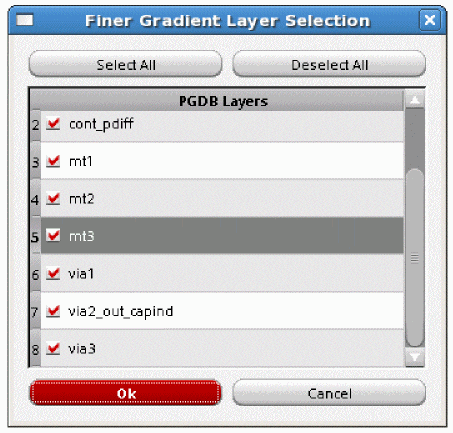 Finer Gradient Layer Selection
Select All Deselect All
PGDB Layers
2 cont_pdiff
3 mt1
4 mt2
5 mt3
6 via1
7 via2_out_capind
8 via3
Ok Cancel